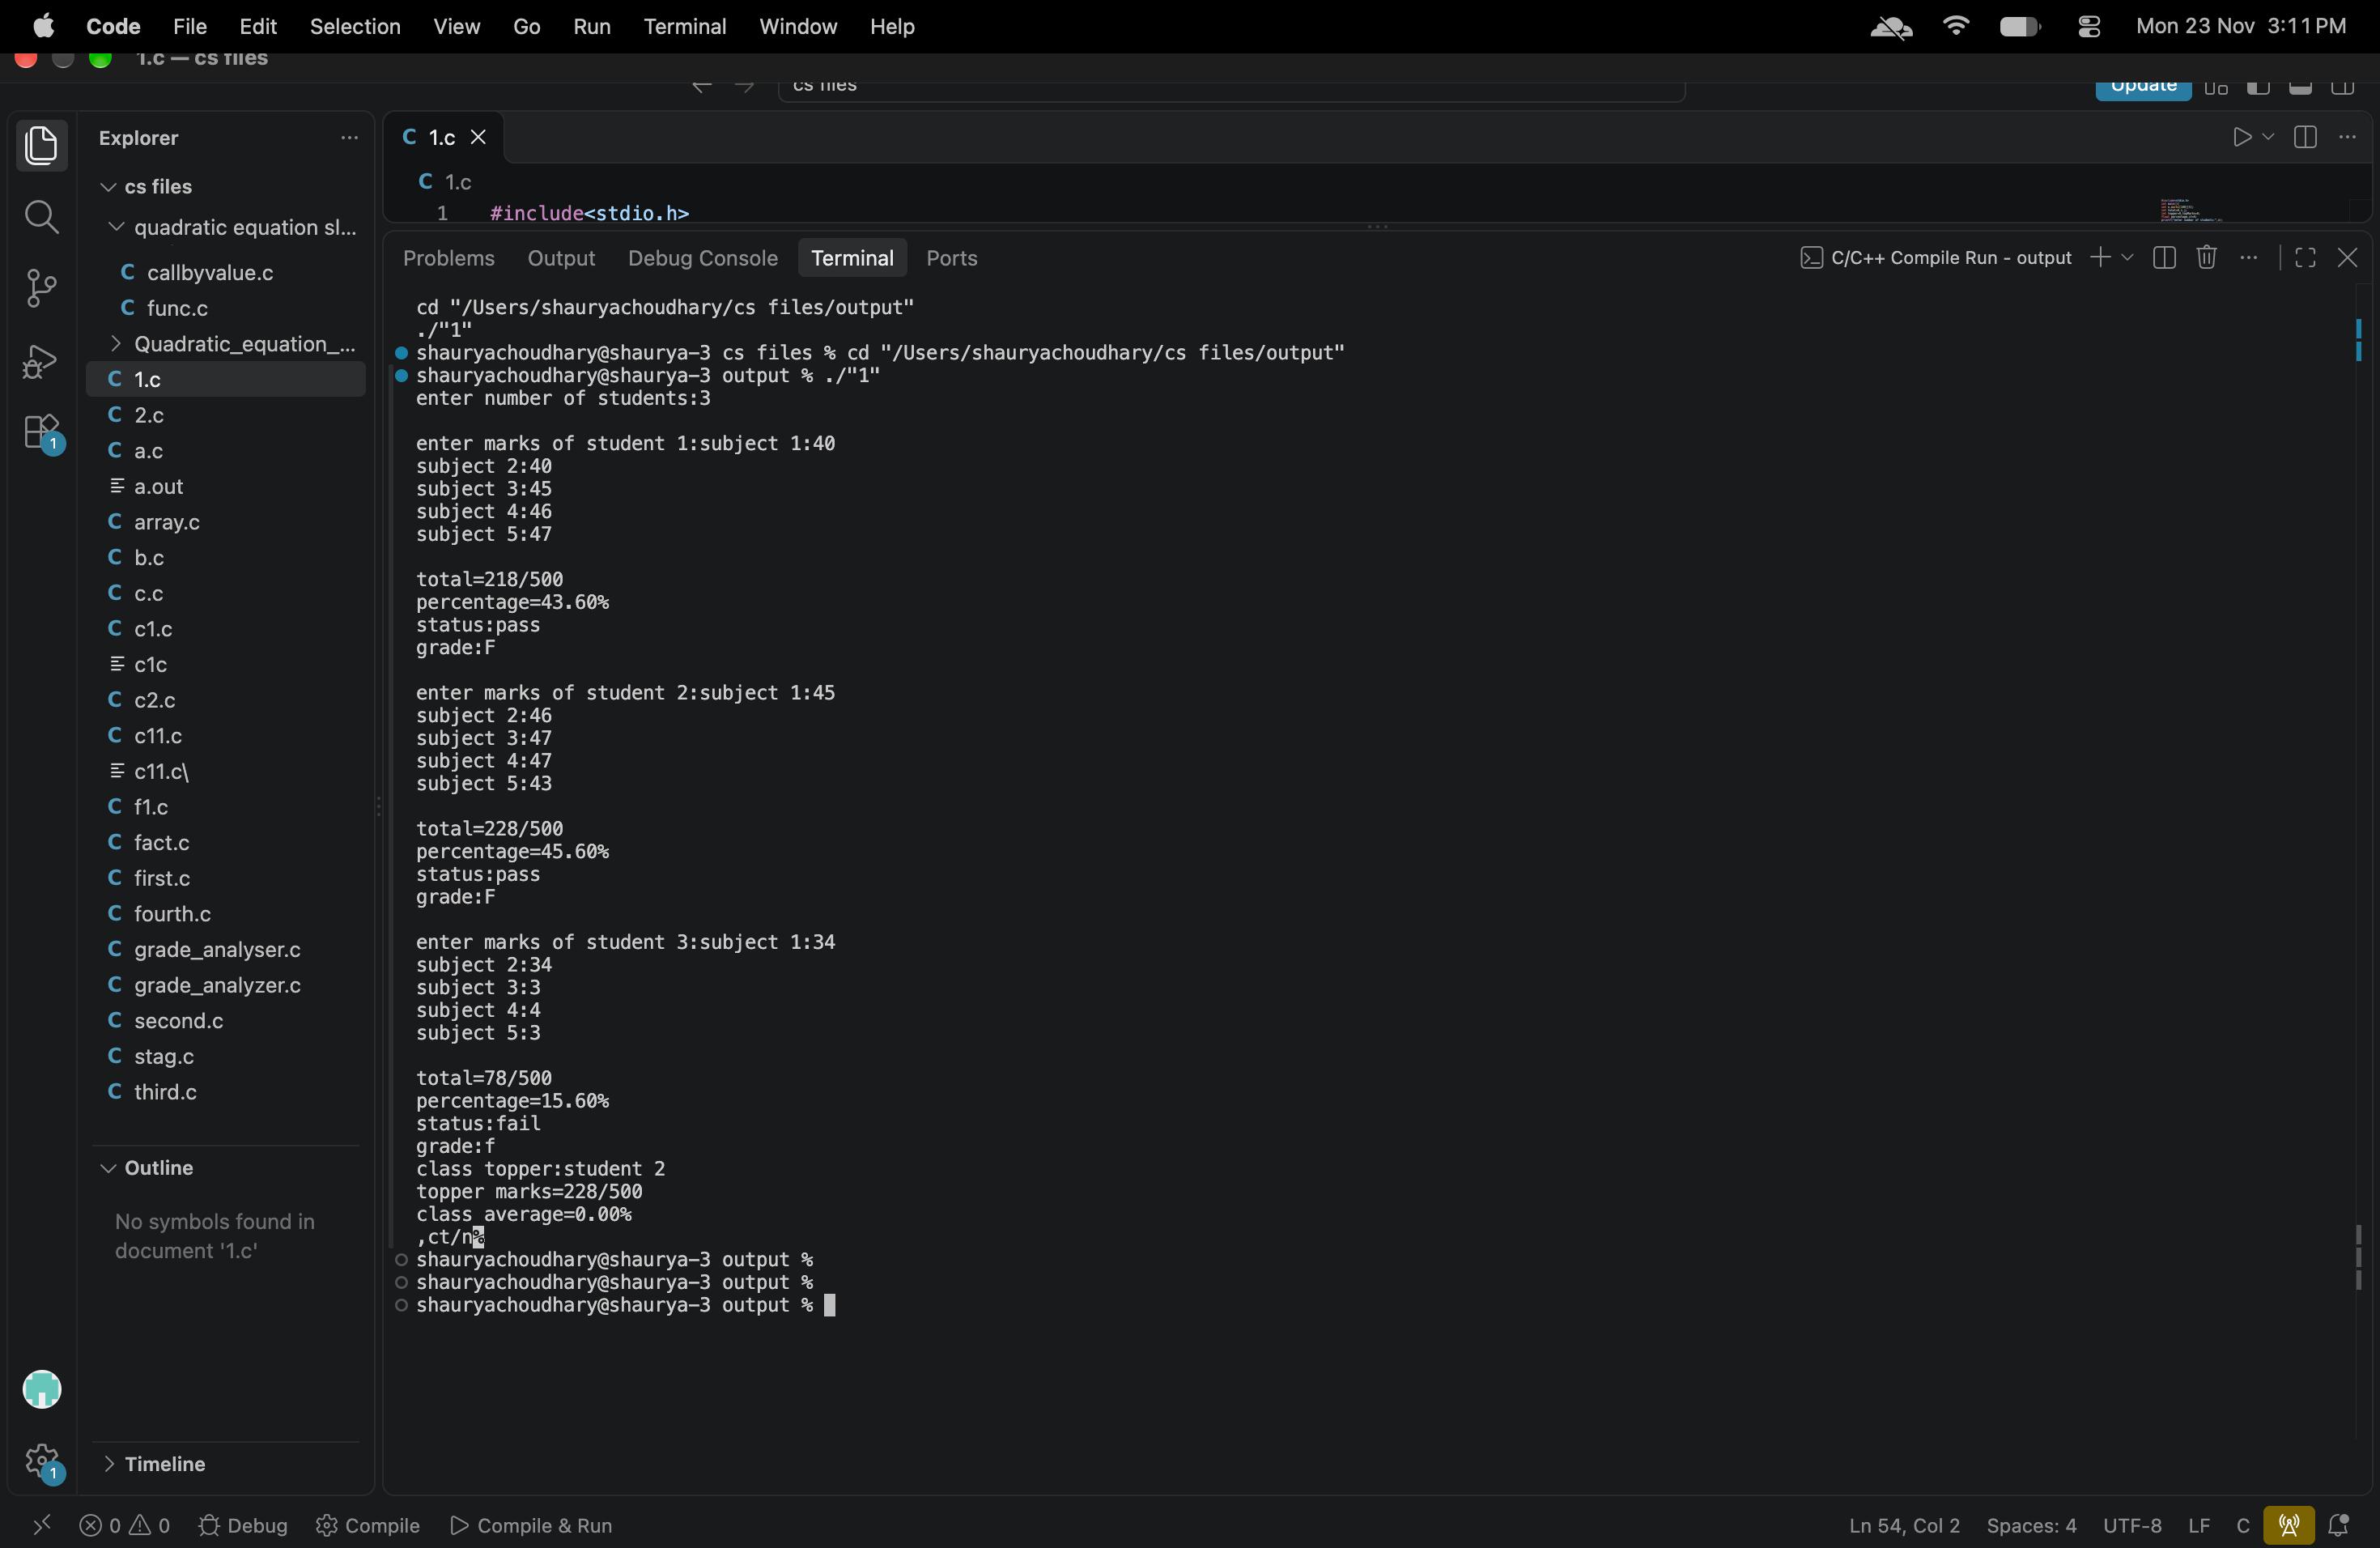 Code File Edit Selection View Go Run Terminal Window Help Mon 23 Nov 3:11 PM
1.c — cs files
cs files
Update
Explorer
cs files
quadratic equation sl...
callbyvalue.c
func.c
Quadratic_equation_...
C 1.c
C 2.c
C a.c
a.out
C array.c
C b.c
C c.c
C c1.c
c1c
C c2.c
C c11.c
c11.c\
C f1.c
C fact.c
C first.c
C fourth.c
C grade_analyser.c
C grade_analyzer.c
C second.c
C stag.c
C third.c
Outline
No symbols found in
document '1.c'
Timeline
C 1.c
C 1.c
1 #include<stdio.h>
Problems Output Debug Console Terminal Ports C/C++ Compile Run - output
cd "/Users/shauryachoudhary/cs files/output"
./"1"
shauryachoudhary@shaurya-3 cs files % cd "/Users/shauryachoudhary/cs files/output"
shauryachoudhary@shaurya-3 output % ./"1"
enter number of students:3
enter marks of student 1:subject 1:40
subject 2:40
subject 3:45
subject 4:46
subject 5:47
total=218/500
percentage=43.60%
status:pass
grade:F
enter marks of student 2:subject 1:45
subject 2:46
subject 3:47
subject 4:47
subject 5:43
total=228/500
percentage=45.60%
status:pass
grade:F
enter marks of student 3:subject 1:34
subject 2:34
subject 3:3
subject 4:4
subject 5:3
total=78/500
percentage=15.60%
status:fail
grade:f
class topper:student 2
topper marks=228/500
class average=0.00%
,ct/n%
shauryachoudhary@shaurya-3 output %
shauryachoudhary@shaurya-3 output %
shauryachoudhary@shaurya-3 output %
1
1
0 0 Debug Compile Compile & Run Ln 54, Col 2 Spaces: 4 UTF-8 LF C